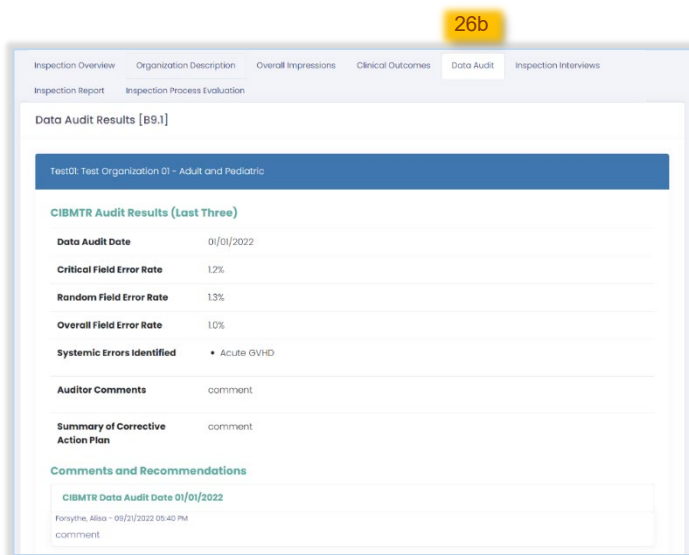 26b
Inspection Overview Organization Description Overall Impressions Clinical Outcomes Data Audit Inspection Interviews
Inspection Report Inspection Process Evaluation
Data Audit Results [B9.1]
Test01: Test Organization 01 - Adult and Pediatric
CIBMTR Audit Results (Last Three)
Data Audit Date 01/01/2022
Critical Field Error Rate 1.2%
Random Field Error Rate 1.3%
Overall Field Error Rate 1.0%
Systemic Errors Identified • Acute GVHD
Auditor Comments comment
Summary of Corrective comment
Action Plan
Comments and Recommendations
CIBMTR Data Audit Date 01/01/2022
Forsythe, Alisa - 09/21/2022 05:40 PM
comment